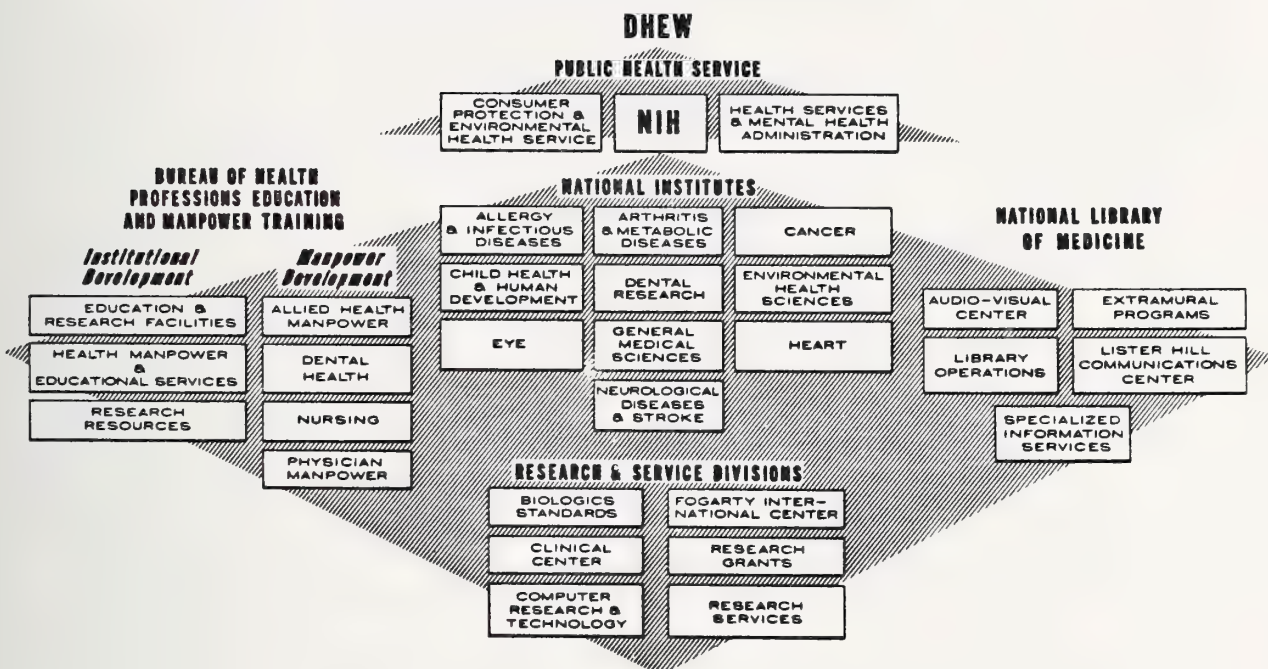 DHEW
PUBLIC HEALTH SERVICE
CONSUMER
PROTECTION &
ENVIRONMENTAL
HEALTH SERVICE
NIH
HEALTH SERVICES
& MENTAL HEALTH
ADMINISTRATION
BUREAU OF HEALTH
PROFESSIONS EDUCATION
AND MANPOWER TRAINING
Institutional
Development
EDUCATION &
RESEARCH FACILITIES
HEALTH MANPOWER
&
EDUCATIONAL SERVICES
RESEARCH
RESOURCES
Manpower
Development
ALLIED HEALTH
MANPOWER
DENTAL
HEALTH
NURSING
PHYSICIAN
MANPOWER
NATIONAL INSTITUTES
ALLERGY
& INFECTIOUS
DISEASES
ARTHRITIS
& METABOLIC
DISEASES
CANCER
CHILD HEALTH
& HUMAN
DEVELOPMENT
DENTAL
RESEARCH
ENVIRONMENTAL
HEALTH
SCIENCES
EYE
GENERAL
MEDICAL
SCIENCES
HEART
NEUROLOGICAL
DISEASES
& STROKE
NATIONAL LIBRARY
OF MEDICINE
AUDIO-VISUAL
CENTER
EXTRAMURAL
PROGRAMS
LIBRARY
OPERATIONS
LISTER HILL
COMMUNICATIONS
CENTER
SPECIALIZED
INFORMATION
SERVICES
RESEARCH & SERVICE DIVISIONS
BIOLOGICS
STANDARDS
FOGARTY INTER-
NATIONAL CENTER
CLINICAL
CENTER
RESEARCH
GRANTS
COMPUTER
RESEARCH &
TECHNOLOGY
RESEARCH
SERVICES